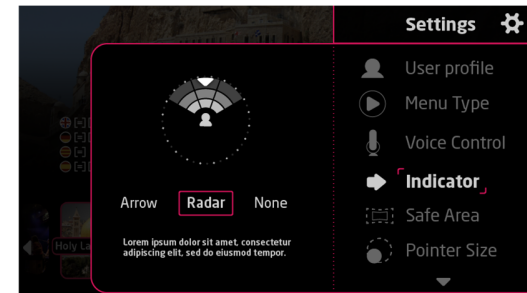 Settings
User profile
Menu Type
Voice Control
Indicator
Safe Area
Pointer Size
Arrow
Radar
None
Lorem ipsum dolor sit amet, consectetur
adipiscing elit, sed do eiusmod tempor.
Holy La